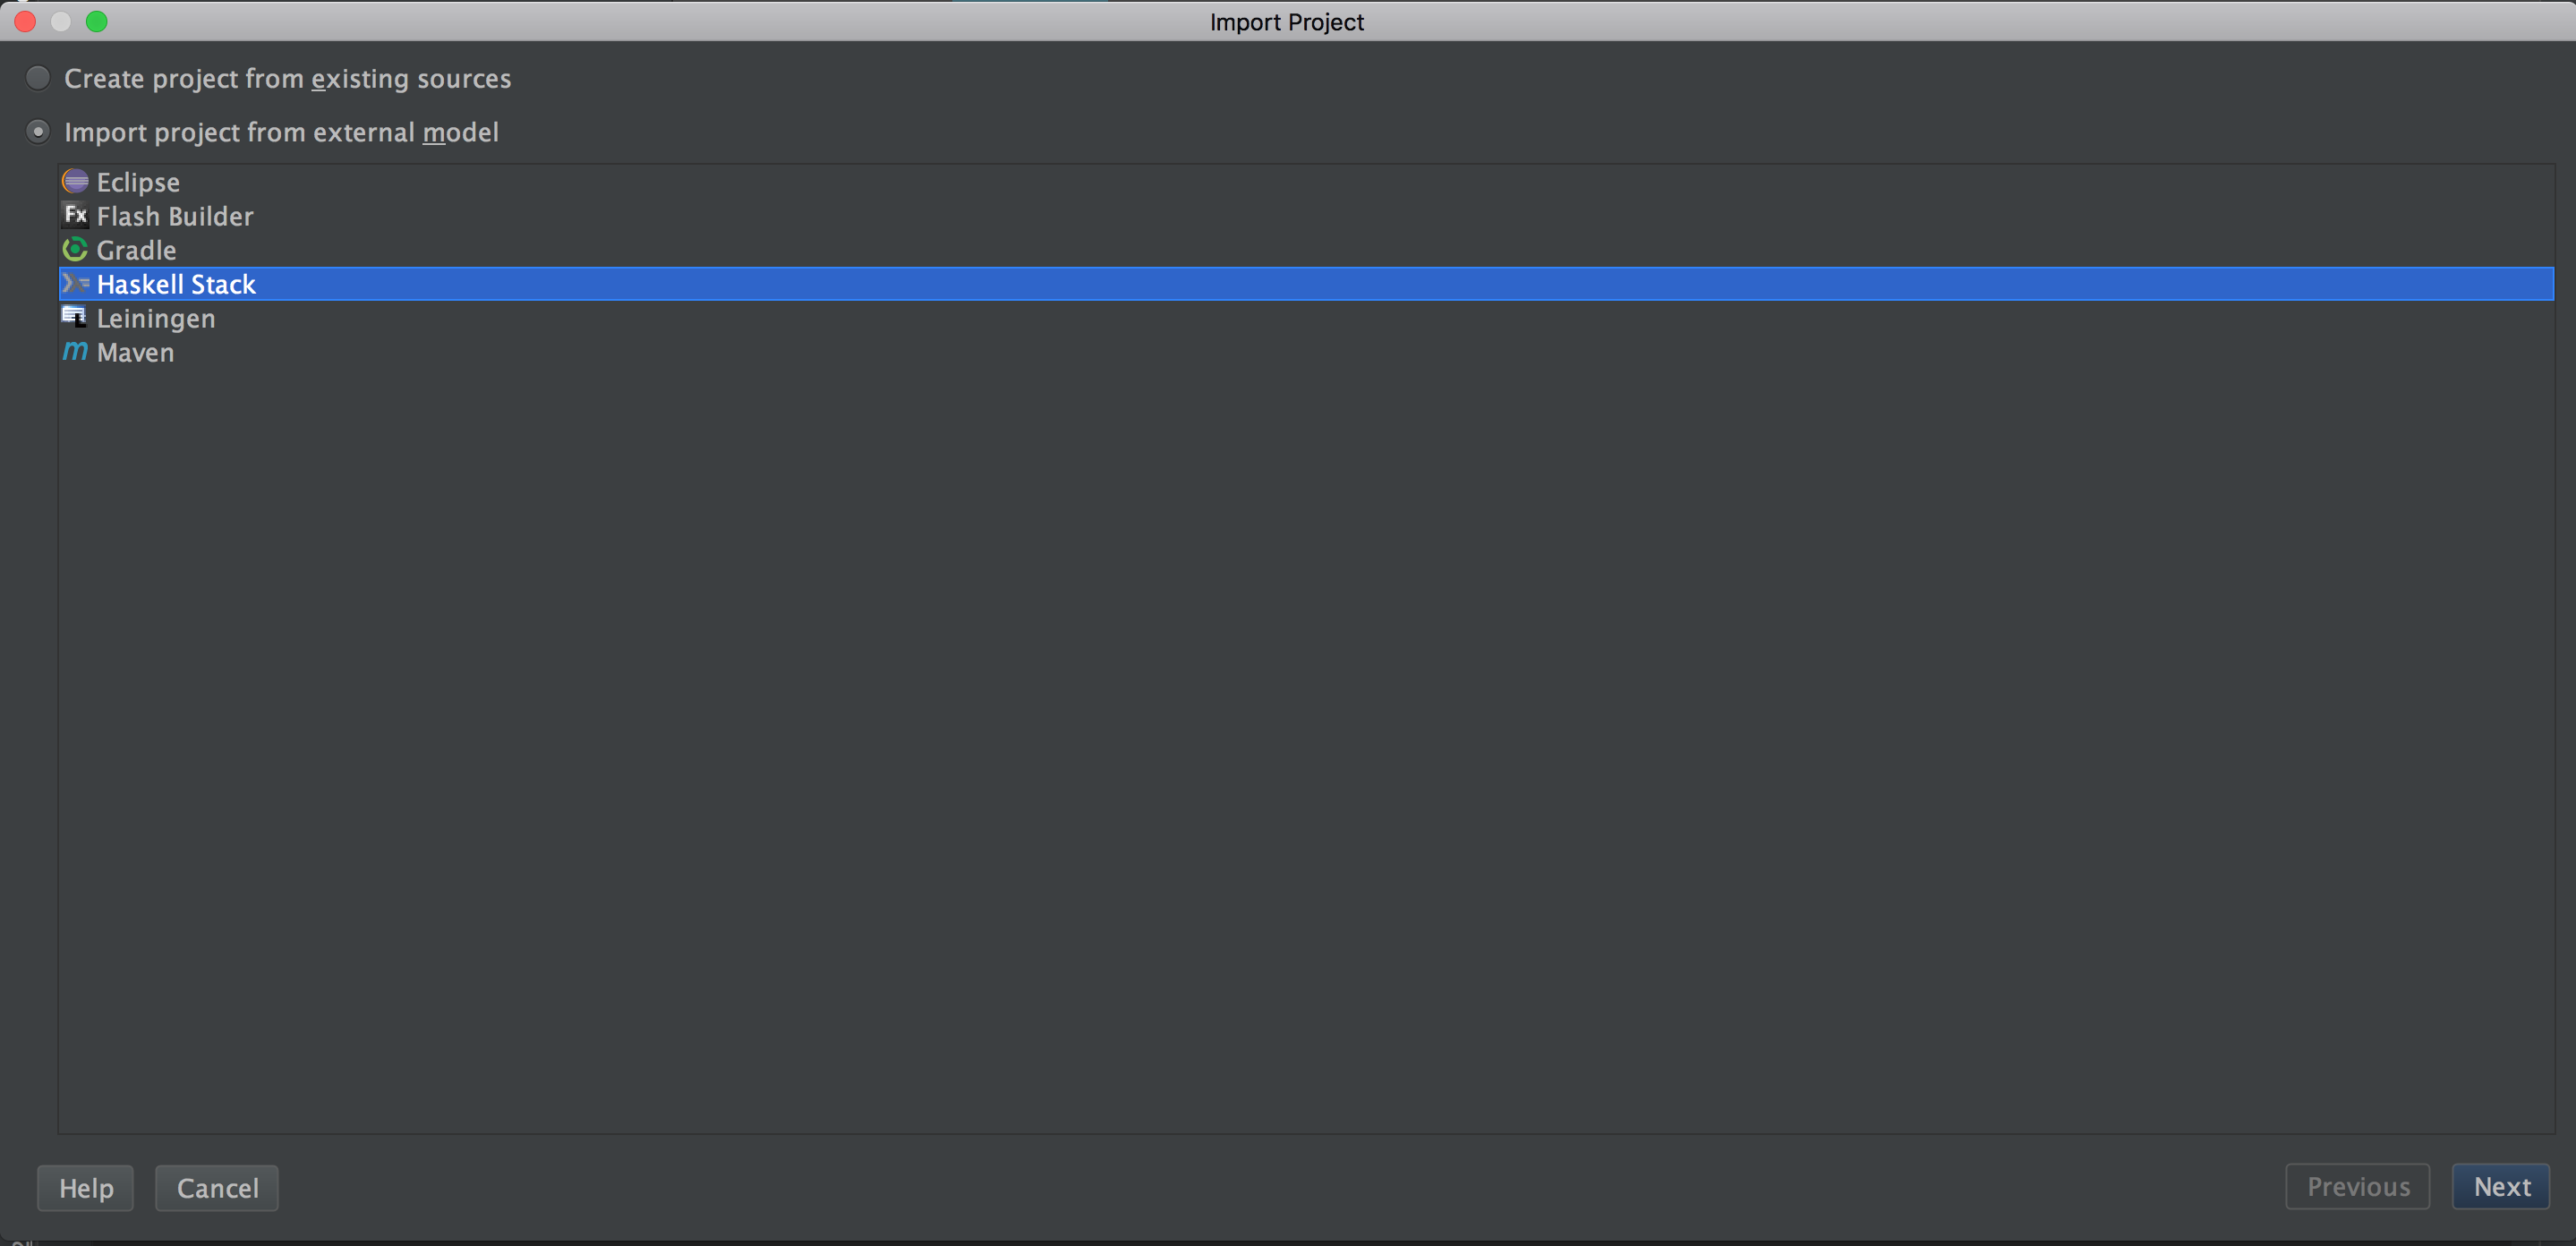 Import Project
Create project from existing sources
Import project from external model
Eclipse
Fx Flash Builder
Gradle
Haskell Stack
Leiningen
m Maven
Help Cancel Previous Next